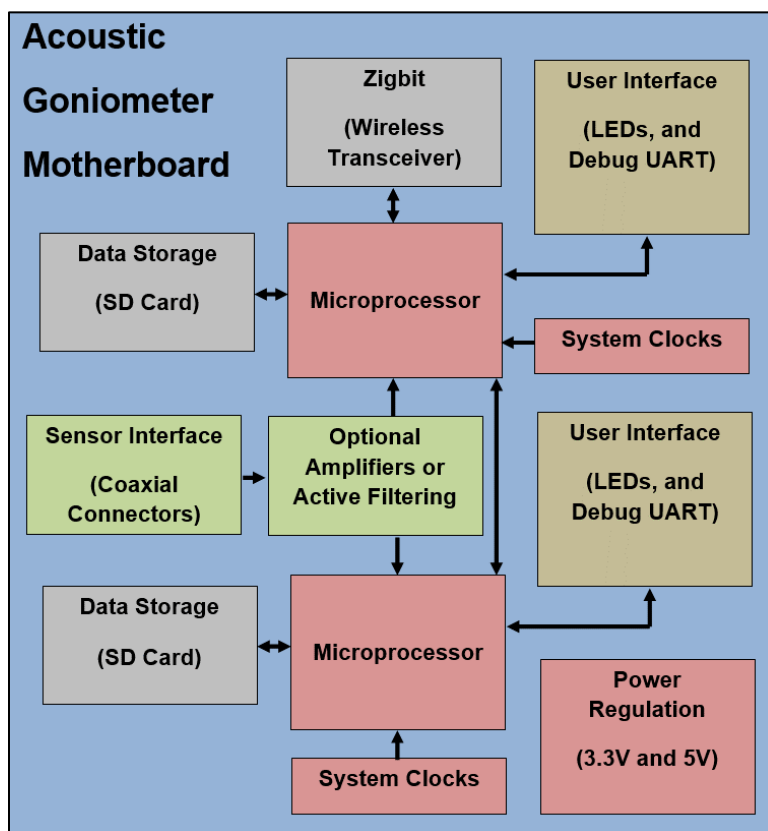 Acoustic
Goniometer
Motherboard
Zigbit
(Wireless
Transceiver)
User Interface
(LEDs, and
Debug UART)
Data Storage
(SD Card)
Microprocessor
System Clocks
Sensor Interface
(Coaxial
Connectors)
Optional
Amplifiers or
Active Filtering
User Interface
(LEDs, and
Debug UART)
Data Storage
(SD Card)
Microprocessor
Power
Regulation
(3.3V and 5V)
System Clocks